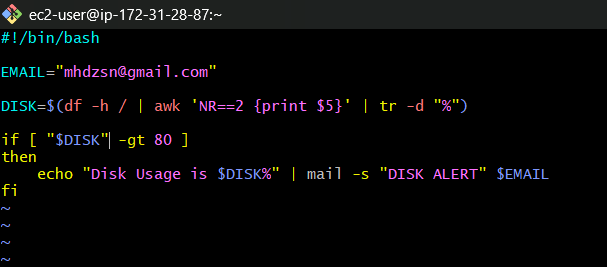 ec2-user@ip-172-31-28-87:~
#!/bin/bash
EMAIL="mhdzsn@gmail.com"
DISK=$(df -h / | awk 'NR==2 {print $5}' | tr -d "%")
if [ "$DISK" -gt 80 ]
then
    echo "Disk Usage is $DISK%" | mail -s "DISK ALERT" $EMAIL
fi
~
~
~
~